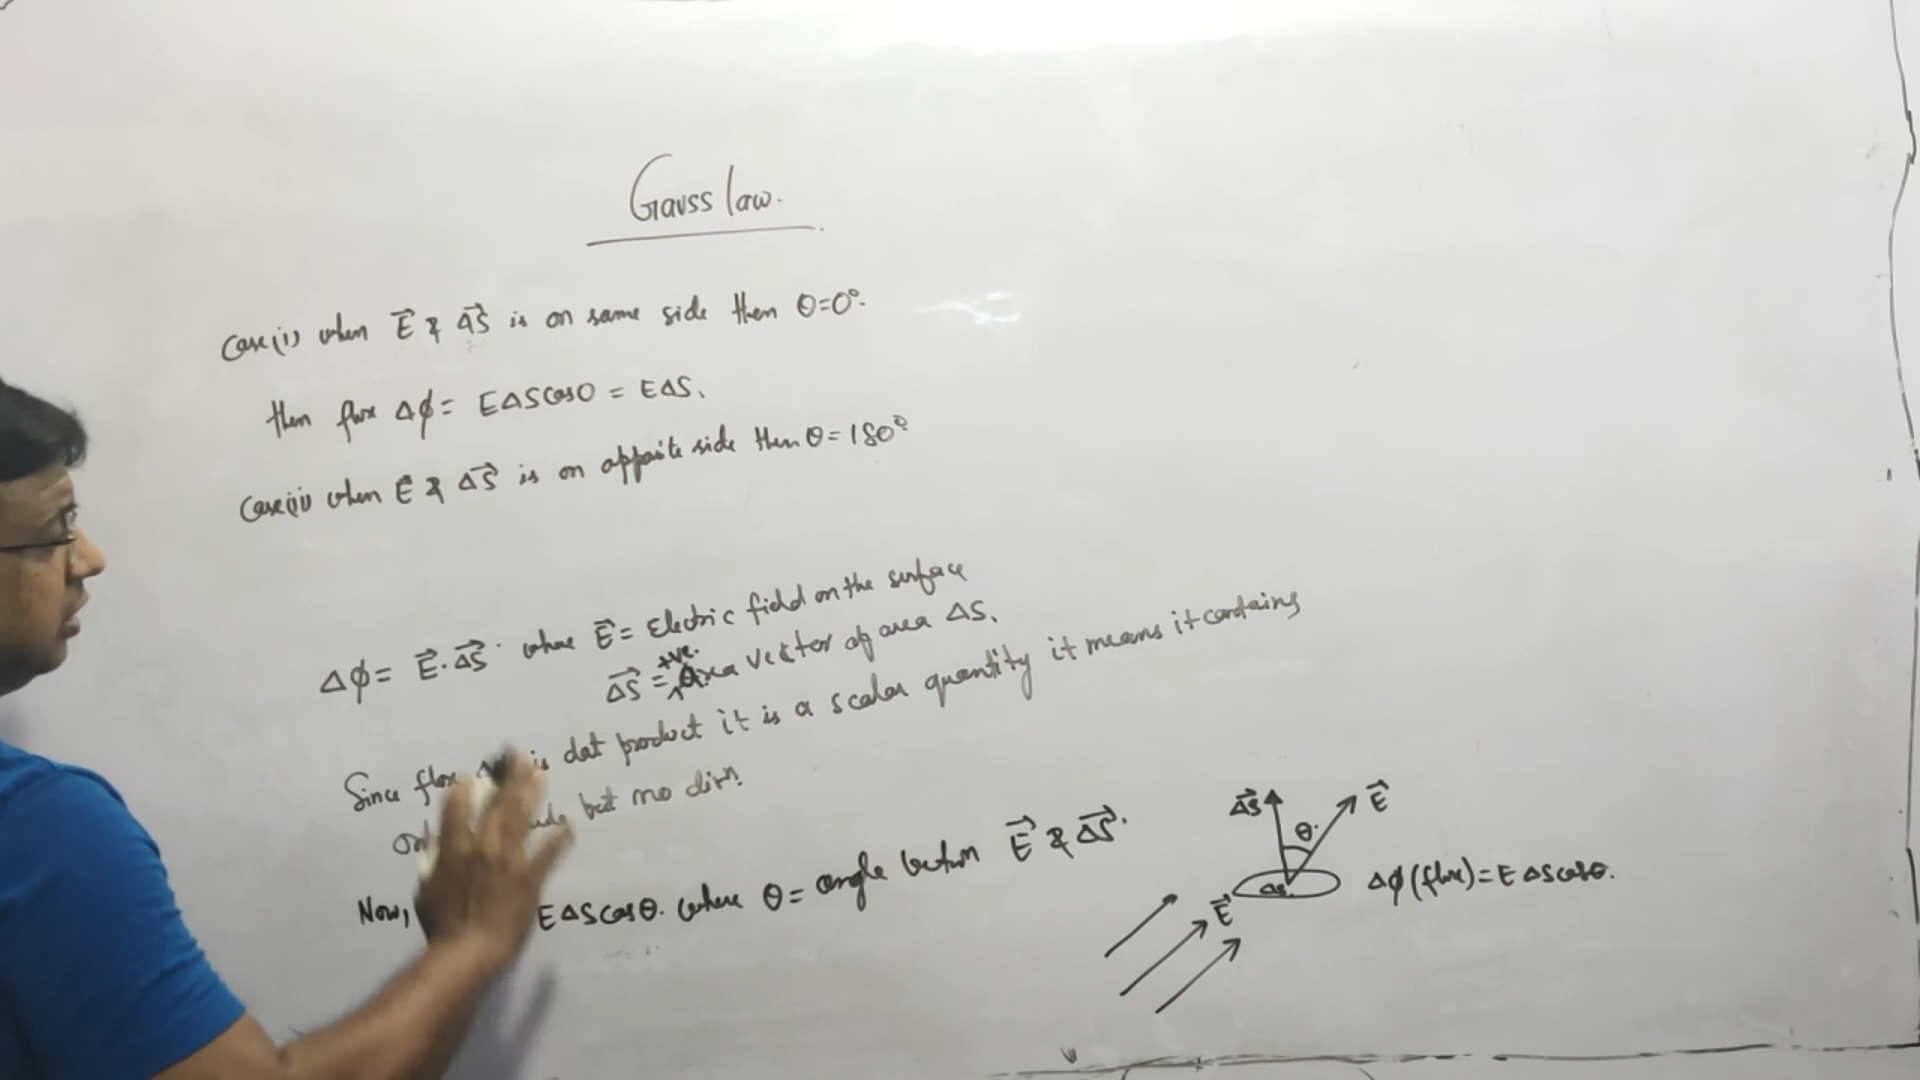 Gauss law.
Case(i) when E⃗ & ΔS⃗ is on same side then θ=0°.
then flux Δϕ= EΔScos0 = EΔS.
Case(ii) when E⃗ & ΔS⃗ is on opposite side then θ=180°
Δϕ= E⃗.ΔS⃗. where E⃗= Electric field on the surface
+ve.
ΔS⃗ = Area vector of area ΔS.
Since flux is dot product it is a scalar quantity it means it contains
but no dirⁿ.
Now, EΔScosθ. where θ= angle between E⃗ & ΔS⃗.
ΔS⃗
E⃗
θ.
ΔS
Δϕ(flux)=EΔScosθ.
E⃗